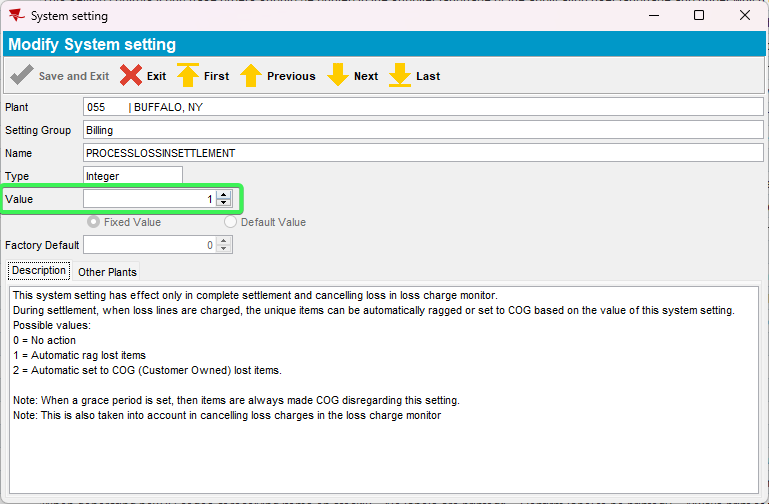 System setting
Modify System setting
Save and Exit Exit First Previous Next Last
Plant 055 | BUFFALO, NY
Setting Group Billing
Name PROCESSLOSSINSETTLEMENT
Type Integer
Value 1
Fixed Value Default Value
Factory Default 0
Description Other Plants
This system setting has effect only in complete settlement and cancelling loss in loss charge monitor.
During settlement, when loss lines are charged, the unique items can be automatically ragged or set to COG based on the value of this system setting.
Possible values:
0 = No action
1 = Automatic rag lost items
2 = Automatic set to COG (Customer Owned) lost items.
Note: When a grace period is set, then items are always made COG disregarding this setting.
Note: This is also taken into account in cancelling loss charges in the loss charge monitor